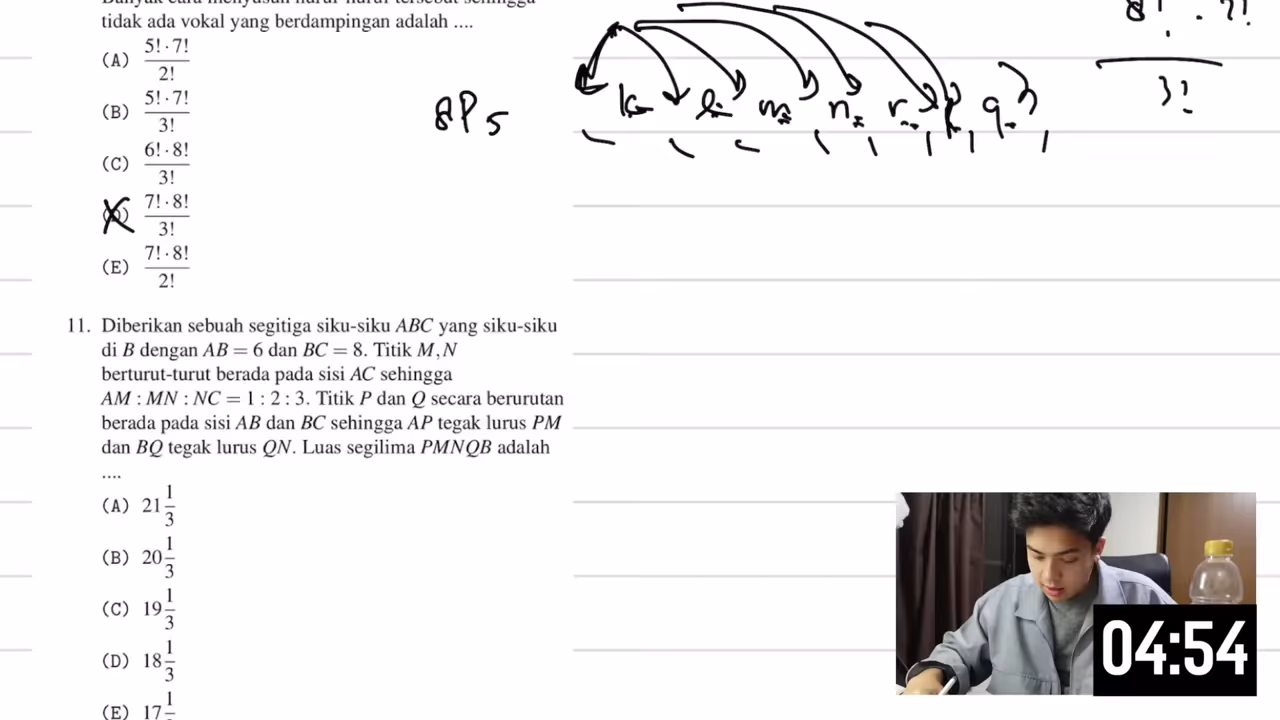 tidak ada vokal yang berdampingan adalah ....
(A) 5! · 7! / 2!
(B) 5! · 7! / 3!
(C) 6! · 8! / 3!
7! · 8! / 3!
(E) 7! · 8! / 2!
8P5
k l m n r p q
8! · 7!
3!
11. Diberikan sebuah segitiga siku-siku ABC yang siku-siku
di B dengan AB = 6 dan BC = 8. Titik M,N
berturut-turut berada pada sisi AC sehingga
AM : MN : NC = 1 : 2 : 3. Titik P dan Q secara berurutan
berada pada sisi AB dan BC sehingga AP tegak lurus PM
dan BQ tegak lurus QN. Luas segilima PMNQB adalah
....
(A) 21 1/3
(B) 20 1/3
(C) 19 1/3
(D) 18 1/3
(E) 17 1
04:54